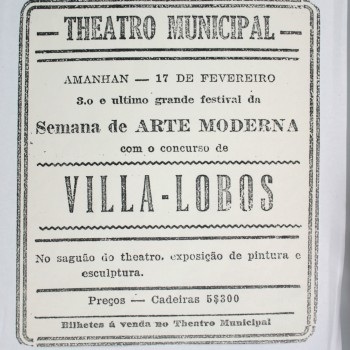 THEATRO MUNICIPAL
AMANHAN — 17 DE FEVEREIRO
3.o e ultimo grande festival da
Semana de ARTE MODERNA
com o concurso de
VILLA-LOBOS
No saguão do theatro, exposição de pintura e
esculptura.
Preços — Cadeiras 5$300
Bilhetes á venda no Theatro Municipal